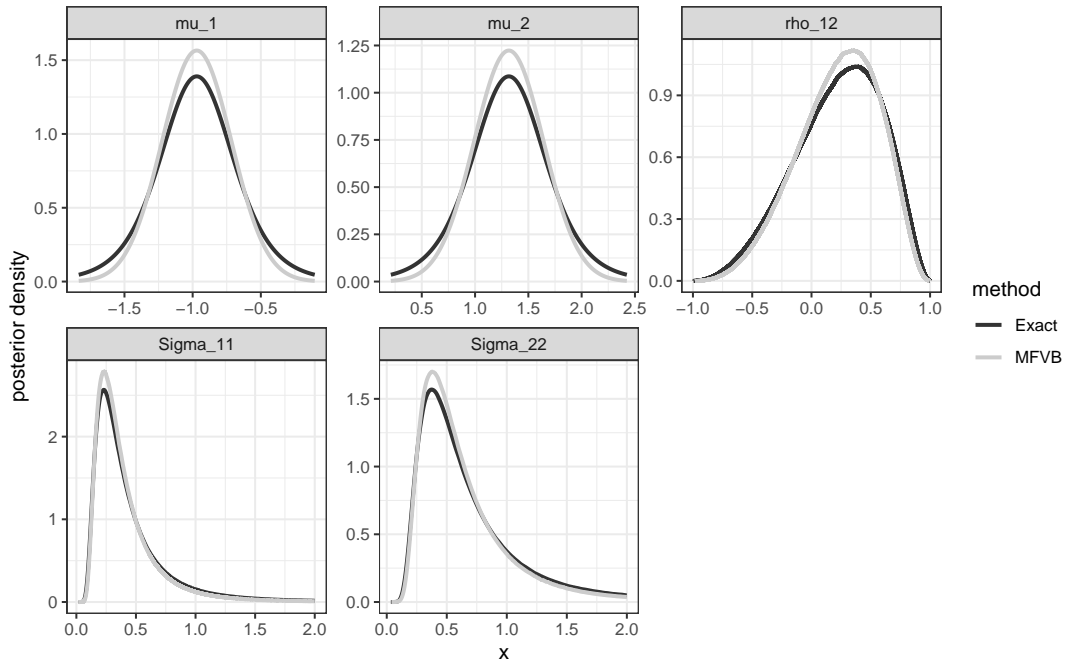 mu_1
mu_2
rho_12
1.5
1.0
0.5
0.0
−1.5 −1.0 −0.5
1.25
1.00
0.75
0.50
0.25
0.00
0.5 1.0 1.5 2.0 2.5
0.9
0.6
0.3
0.0
−1.0 −0.5 0.0 0.5 1.0
Sigma_11
Sigma_22
2
1
0
0.0 0.5 1.0 1.5 2.0
1.5
1.0
0.5
0.0
0.0 0.5 1.0 1.5 2.0
posterior density
x
method
Exact
MFVB